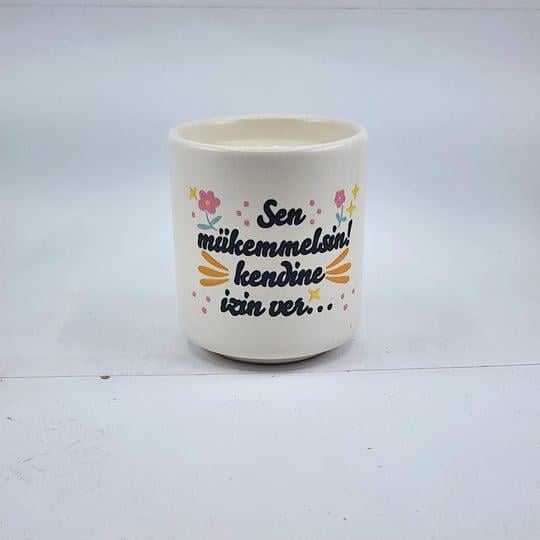 Sen
mükemmelsin!
kendine
izin ver...